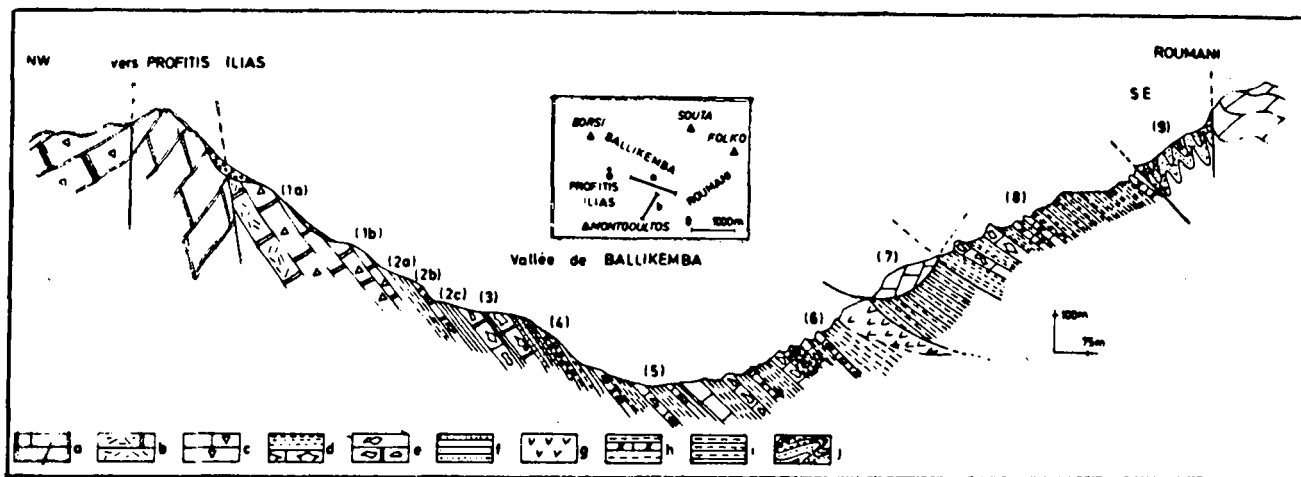 NW
vers PROFITIS ILIAS
ROUMANI
SE
(9)
BORSI
SOUTA
FOLKO
BALLIKEMBA
a
PROFITIS
ILIAS
ROUMANI
b
0 1000m
Vallée de BALLIKEMBA
(1a)
(1b)
(2a)
(2b)
(2c)
(3)
(4)
(5)
(6)
(7)
(8)
100m
75m
a
b
c
d
e
f
g
h
i
j